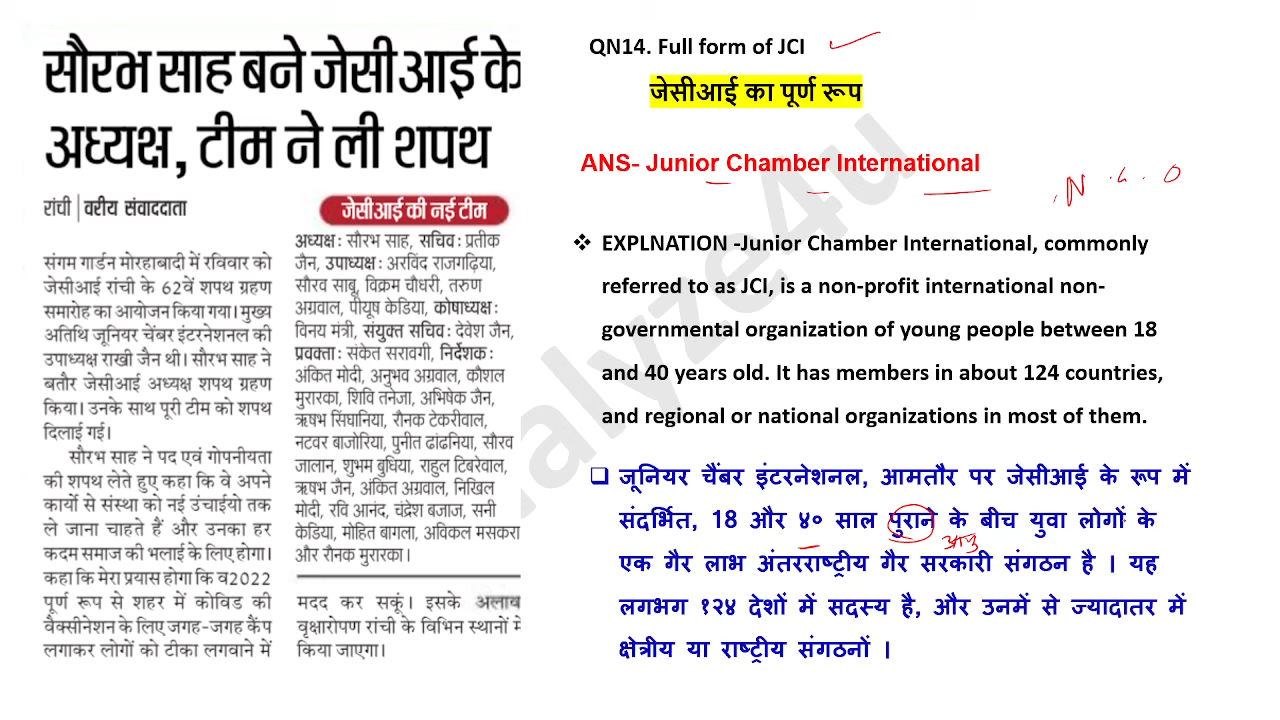 सौरभ साह बने जेसीआई के
अध्यक्ष, टीम ने ली शपथ
रांची | वरीय संवाददाता
संगम गार्डन मोरहाबादी में रविवार को
जेसीआई रांची के 62वें शपथ ग्रहण
समारोह का आयोजन किया गया। मुख्य
अतिथि जूनियर चेंबर इंटरनेशनल की
उपाध्यक्ष राखी जैन थी। सौरभ साह ने
बतौर जेसीआई अध्यक्ष शपथ ग्रहण
किया। उनके साथ पूरी टीम को शपथ
दिलाई गई।
सौरभ साह ने पद एवं गोपनीयता
की शपथ लेते हुए कहा कि वे अपने
कार्यो से संस्था को नई उंचाईयो तक
ले जाना चाहते हैं और उनका हर
कदम समाज की भलाई के लिए होगा।
कहा कि मेरा प्रयास होगा कि व2022
पूर्ण रूप से शहर में कोविड की
वैक्सीनेशन के लिए जगह-जगह कैंप
लगाकर लोगों को टीका लगवाने में
जेसीआई की नई टीम
अध्यक्ष: सौरभ साह, सचिव: प्रतीक
जैन, उपाध्यक्ष: अरविंद राजगढ़िया,
सौरव साबू, विक्रम चौधरी, तरुण
अग्रवाल, पीयूष केडिया, कोषाध्यक्ष:
विनय मंत्री, संयुक्त सचिव: देवेश जैन,
प्रवक्ता: संकेत सरावगी, निर्देशक:
अंकित मोदी, अनुभव अग्रवाल, कौशल
मुरारका, शिवि तनेजा, अभिषेक जैन,
ऋषभ सिंघानिया, रौनक टेकरीवाल,
नटवर बाजोरिया, पुनीत ढांढनिया, सौरव
जालान, शुभम बुधिया, राहुल टिबरेवाल,
ऋषभ जैन, अंकित अग्रवाल, निखिल
मोदी, रवि आनंद, चंद्रेश बजाज, सनी
केडिया, मोहित बागला, अविकल मसकरा
और रौनक मुरारका।
मदद कर सकूं। इसके अलाव
वृक्षारोपण रांची के विभिन स्थानों में
किया जाएगा।
QN14. Full form of JCI
जेसीआई का पूर्ण रूप
ANS- Junior Chamber International
N.G.O
❖ EXPLNATION -Junior Chamber International, commonly
referred to as JCI, is a non-profit international non-
governmental organization of young people between 18
and 40 years old. It has members in about 124 countries,
and regional or national organizations in most of them.
❑ जूनियर चैंबर इंटरनेशनल, आमतौर पर जेसीआई के रूप में
संदर्भित, 18 और ४० साल पुराने के बीच युवा लोगों के
आयु
एक गैर लाभ अंतरराष्ट्रीय गैर सरकारी संगठन है । यह
लगभग १२४ देशों में सदस्य है, और उनमें से ज्यादातर में
क्षेत्रीय या राष्ट्रीय संगठनों ।
alyze4u